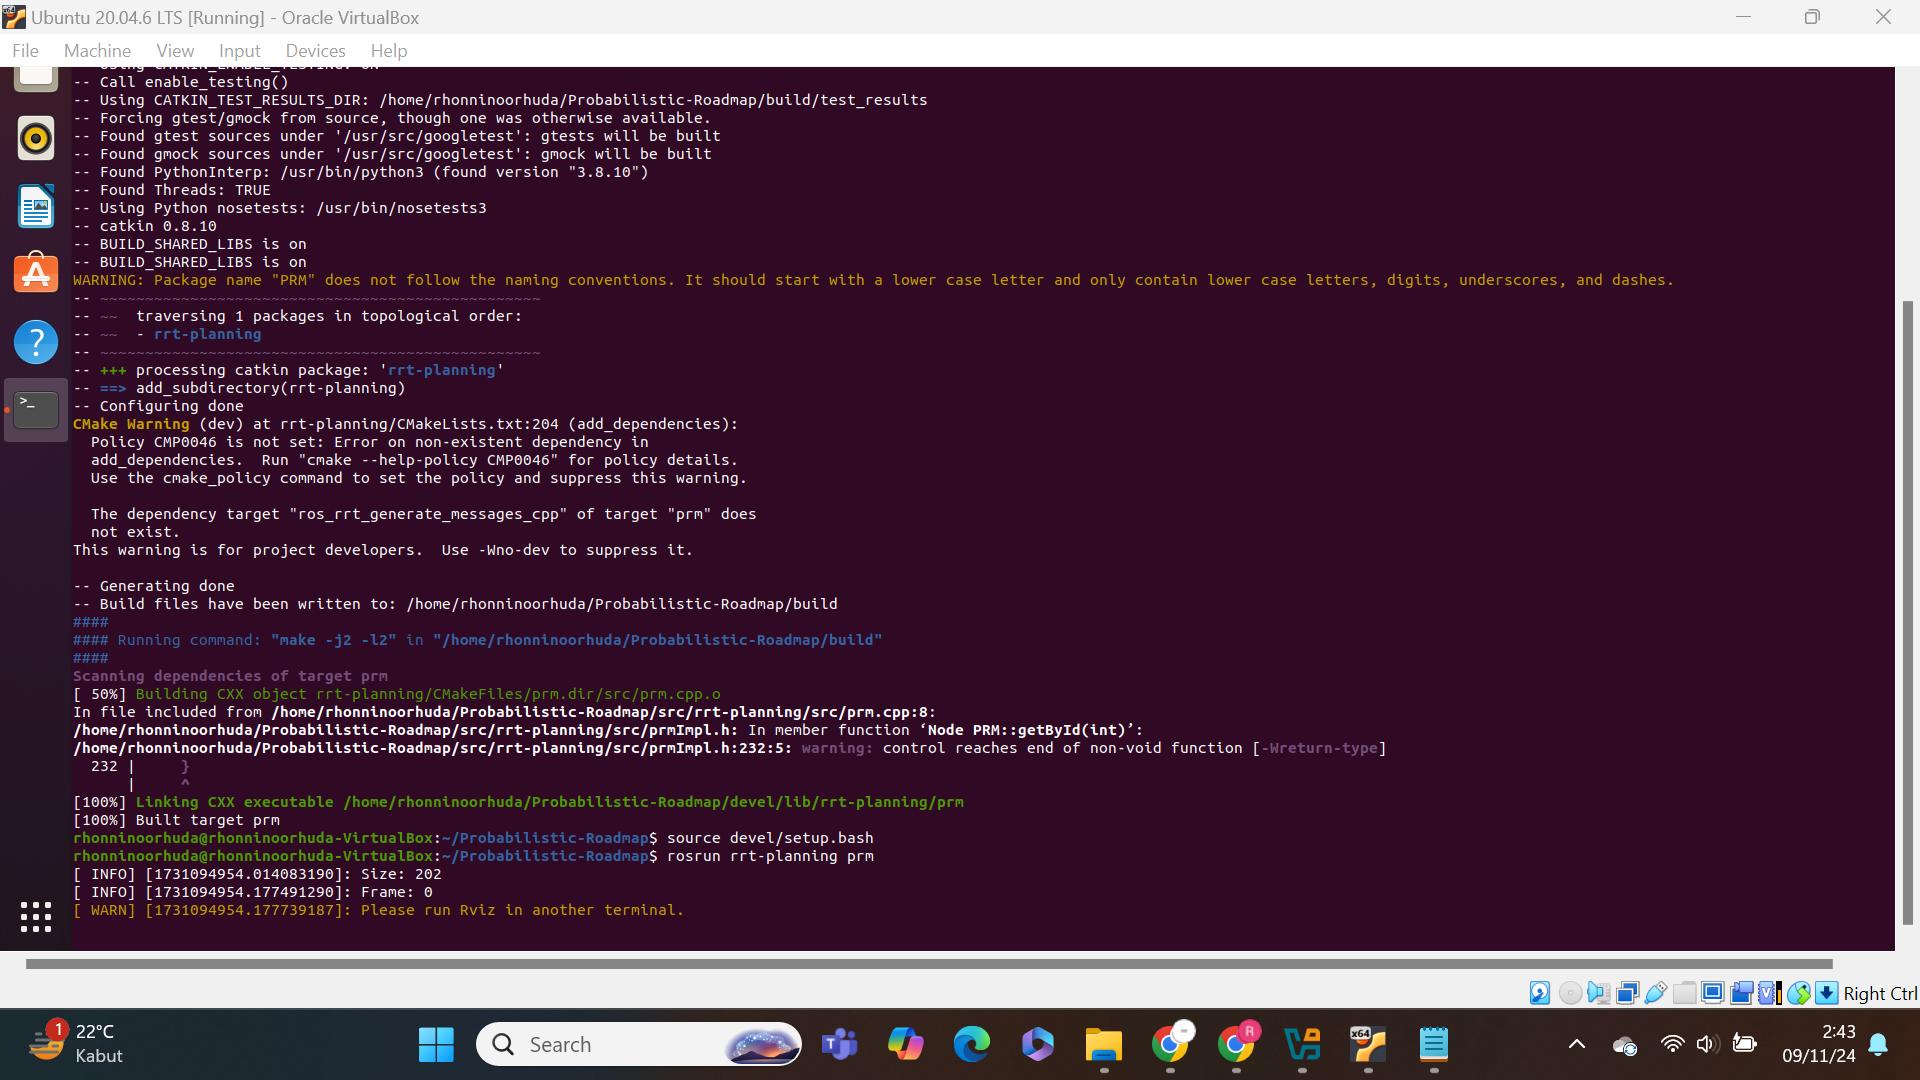 Ubuntu 20.04.6 LTS [Running] - Oracle VirtualBox
File Machine View Input Devices Help
-- Using CATKIN_ENABLE_TESTING: ON
-- Call enable_testing()
-- Using CATKIN_TEST_RESULTS_DIR: /home/rhonninoorhuda/Probabilistic-Roadmap/build/test_results
-- Forcing gtest/gmock from source, though one was otherwise available.
-- Found gtest sources under '/usr/src/googletest': gtests will be built
-- Found gmock sources under '/usr/src/googletest': gmock will be built
-- Found PythonInterp: /usr/bin/python3 (found version "3.8.10")
-- Found Threads: TRUE
-- Using Python nosetests: /usr/bin/nosetests3
-- catkin 0.8.10
-- BUILD_SHARED_LIBS is on
-- BUILD_SHARED_LIBS is on
WARNING: Package name "PRM" does not follow the naming conventions. It should start with a lower case letter and only contain lower case letters, digits, underscores, and dashes.
-- ~~~~~~~~~~~~~~~~~~~~~~~~~~~~~~~~~~~~~~~~~~~~~~~~~
-- ~~  traversing 1 packages in topological order:
-- ~~  - rrt-planning
-- ~~~~~~~~~~~~~~~~~~~~~~~~~~~~~~~~~~~~~~~~~~~~~~~~~
-- +++ processing catkin package: 'rrt-planning'
-- ==> add_subdirectory(rrt-planning)
-- Configuring done
CMake Warning (dev) at rrt-planning/CMakeLists.txt:204 (add_dependencies):
Policy CMP0046 is not set: Error on non-existent dependency in
add_dependencies.  Run "cmake --help-policy CMP0046" for policy details.
Use the cmake_policy command to set the policy and suppress this warning.
The dependency target "ros_rrt_generate_messages_cpp" of target "prm" does
not exist.
This warning is for project developers.  Use -Wno-dev to suppress it.
-- Generating done
-- Build files have been written to: /home/rhonninoorhuda/Probabilistic-Roadmap/build
####
#### Running command: "make -j2 -l2" in "/home/rhonninoorhuda/Probabilistic-Roadmap/build"
####
Scanning dependencies of target prm
[ 50%] Building CXX object rrt-planning/CMakeFiles/prm.dir/src/prm.cpp.o
In file included from /home/rhonninoorhuda/Probabilistic-Roadmap/src/rrt-planning/src/prm.cpp:8:
/home/rhonninoorhuda/Probabilistic-Roadmap/src/rrt-planning/src/prmImpl.h: In member function ‘Node PRM::getById(int)’:
/home/rhonninoorhuda/Probabilistic-Roadmap/src/rrt-planning/src/prmImpl.h:232:5: warning: control reaches end of non-void function [-Wreturn-type]
232 |     }
|     ^
[100%] Linking CXX executable /home/rhonninoorhuda/Probabilistic-Roadmap/devel/lib/rrt-planning/prm
[100%] Built target prm
rhonninoorhuda@rhonninoorhuda-VirtualBox:~/Probabilistic-Roadmap$ source devel/setup.bash
rhonninoorhuda@rhonninoorhuda-VirtualBox:~/Probabilistic-Roadmap$ rosrun rrt-planning prm
[ INFO] [1731094954.014083190]: Size: 202
[ INFO] [1731094954.177491290]: Frame: 0
[ WARN] [1731094954.177739187]: Please run Rviz in another terminal.
Right Ctrl
1
22°C
Kabut
Search
R
x64
2:43
09/11/24